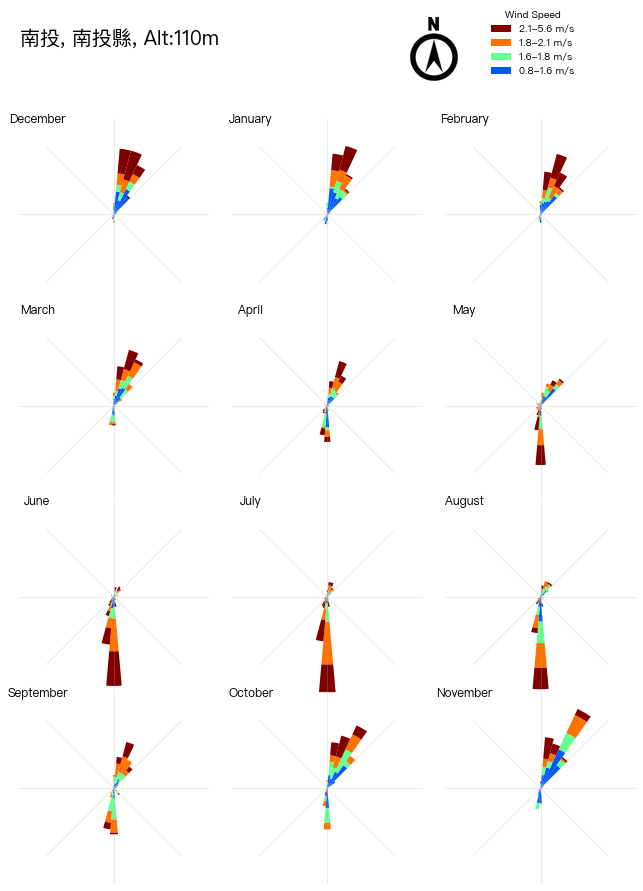 南投, 南投縣, Alt:110m
N
Wind Speed
2.1–5.6 m/s
1.8–2.1 m/s
1.6–1.8 m/s
0.8–1.6 m/s
December
January
February
March
April
May
June
July
August
September
October
November